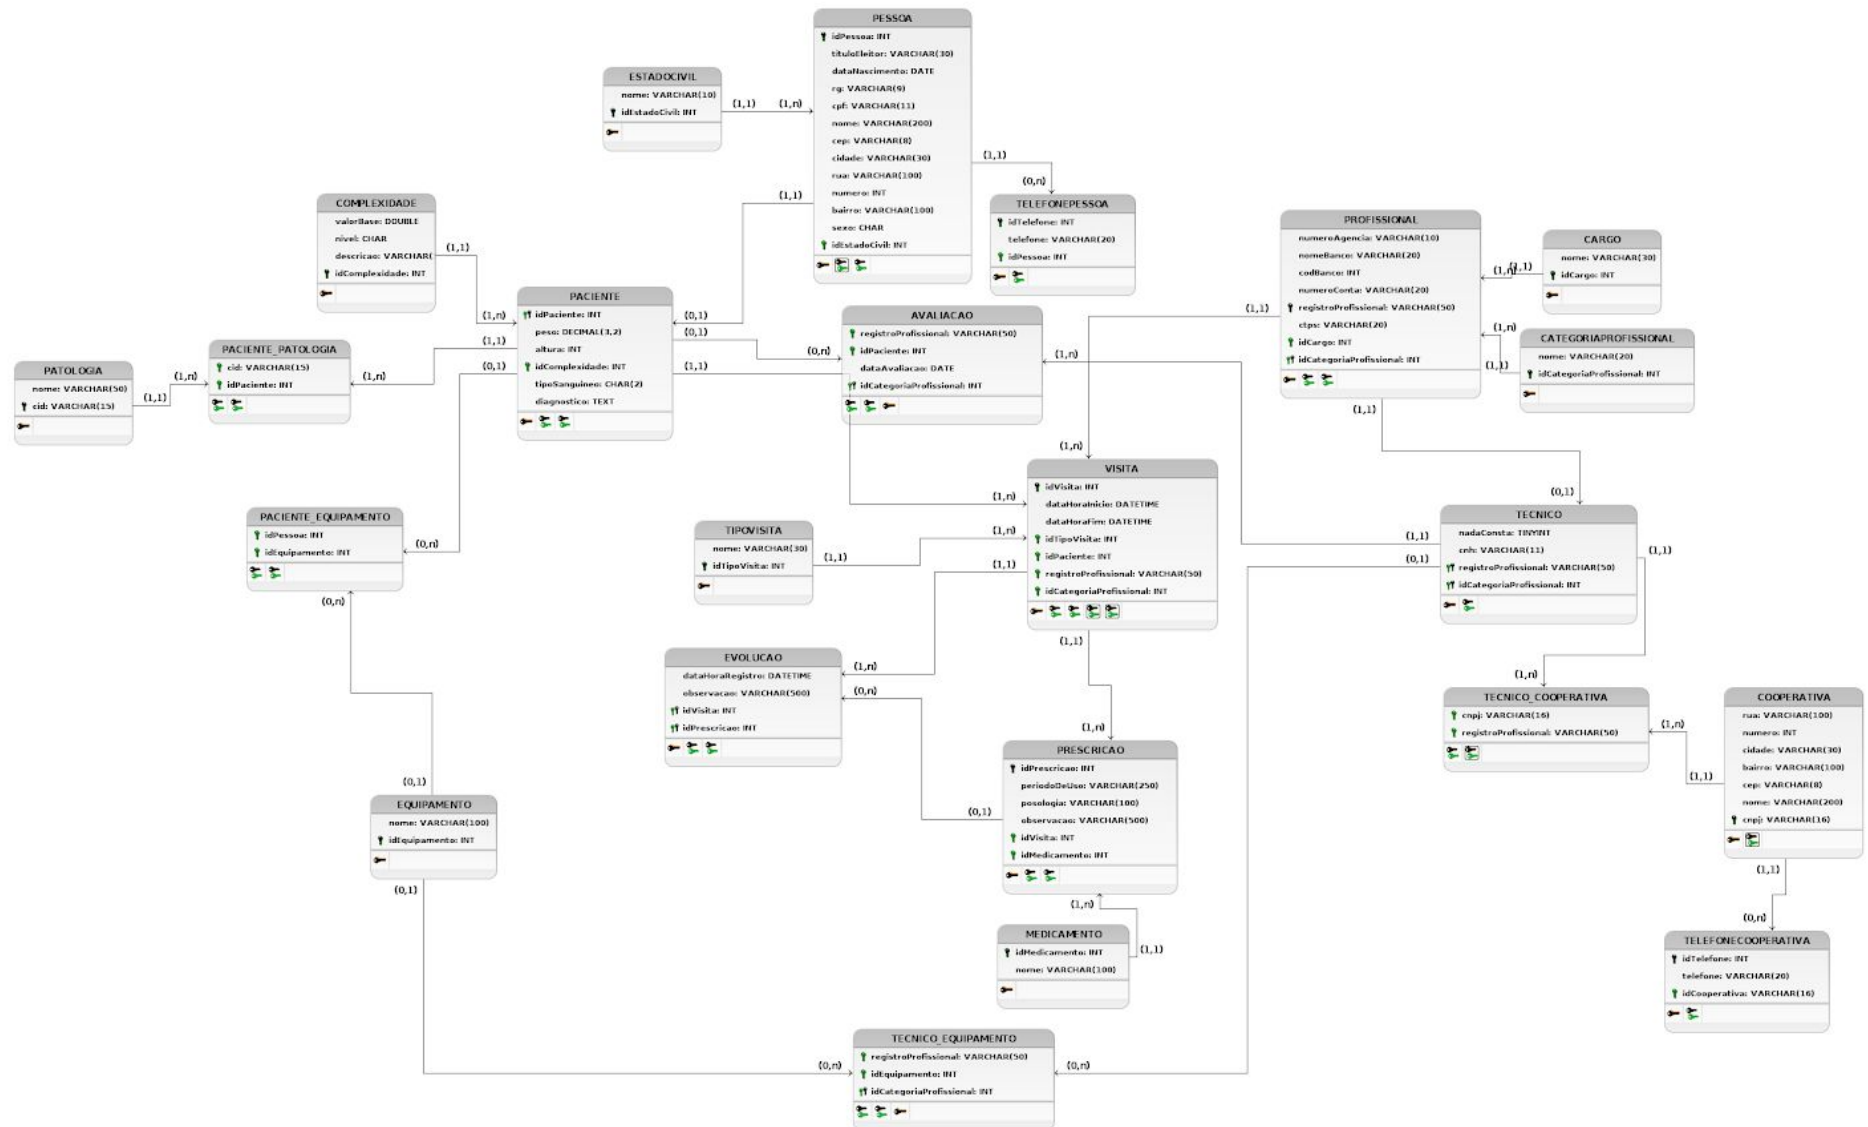 PESSOA
idPessoa: INT
tituloEleitor: VARCHAR(30)
dataNascimento: DATE
rg: VARCHAR(9)
cpf: VARCHAR(11)
nome: VARCHAR(200)
cep: VARCHAR(8)
cidade: VARCHAR(30)
rua: VARCHAR(100)
numero: INT
bairro: VARCHAR(100)
sexo: CHAR
idEstadoCivil: INT
ESTADOCIVIL
nome: VARCHAR(10)
idEstadoCivil: INT
(1,1)
(1,n)
(1,1)
(0,n)
(1,1)
TELEFONEPESSOA
idTelefone: INT
telefone: VARCHAR(20)
idPessoa: INT
COMPLEXIDADE
valorBase: DOUBLE
nivel: CHAR
descricao: VARCHAR(
idComplexidade: INT
(1,1)
(1,n)
PROFISSIONAL
numeroAgencia: VARCHAR(10)
nomeBanco: VARCHAR(20)
codBanco: INT
numeroConta: VARCHAR(20)
registroProfissional: VARCHAR(50)
ctps: VARCHAR(20)
idCargo: INT
idCategoriaProfissional: INT
CARGO
nome: VARCHAR(30)
idCargo: INT
(1,n)
(1,1)
CATEGORIAPROFISSIONAL
nome: VARCHAR(20)
idCategoriaProfissional: INT
(1,n)
(1,1)
PACIENTE
idPaciente: INT
peso: DECIMAL(3,2)
altura: INT
idComplexidade: INT
tipoSanguineo: CHAR(2)
diagnostico: TEXT
(0,1)
(0,1)
(1,1)
(1,1)
(0,1)
AVALIACAO
registroProfissional: VARCHAR(50)
idPaciente: INT
dataAvaliacao: DATE
idCategoriaProfissional: INT
(0,n)
(1,n)
(1,1)
(1,1)
PACIENTE_PATOLOGIA
cid: VARCHAR(15)
idPaciente: INT
(1,n)
(1,n)
PATOLOGIA
nome: VARCHAR(50)
cid: VARCHAR(15)
(1,1)
VISITA
idVisita: INT
dataHoraInicio: DATETIME
dataHoraFim: DATETIME
idTipoVisita: INT
idPaciente: INT
registroProfissional: VARCHAR(50)
idCategoriaProfissional: INT
(1,n)
(1,n)
(1,n)
(1,1)
(1,1)
TIPOVISITA
nome: VARCHAR(30)
idTipoVisita: INT
(1,1)
PACIENTE_EQUIPAMENTO
idPessoa: INT
idEquipamento: INT
(0,n)
(0,n)
TECNICO
nadaConsta: TINYINT
cnh: VARCHAR(11)
registroProfissional: VARCHAR(50)
idCategoriaProfissional: INT
(0,1)
(1,1)
(0,1)
(1,1)
EVOLUCAO
dataHoraRegistro: DATETIME
observacao: VARCHAR(500)
idVisita: INT
idPrescricao: INT
(1,n)
(0,n)
TECNICO_COOPERATIVA
cnpj: VARCHAR(16)
registroProfissional: VARCHAR(50)
(1,n)
(1,n)
COOPERATIVA
rua: VARCHAR(100)
numero: INT
cidade: VARCHAR(30)
bairro: VARCHAR(100)
cep: VARCHAR(8)
nome: VARCHAR(200)
cnpj: VARCHAR(16)
(1,1)
(1,1)
PRESCRICAO
idPrescricao: INT
periodoDeUso: VARCHAR(250)
posologia: VARCHAR(100)
observacao: VARCHAR(500)
idVisita: INT
idMedicamento: INT
(1,n)
(0,1)
(1,n)
EQUIPAMENTO
nome: VARCHAR(100)
idEquipamento: INT
(0,1)
(0,1)
MEDICAMENTO
idMedicamento: INT
nome: VARCHAR(100)
(1,1)
TELEFONECOOPERATIVA
idTelefone: INT
telefone: VARCHAR(20)
idCooperativa: VARCHAR(16)
(0,n)
TECNICO_EQUIPAMENTO
registroProfissional: VARCHAR(50)
idEquipamento: INT
idCategoriaProfissional: INT
(0,n)
(0,n)